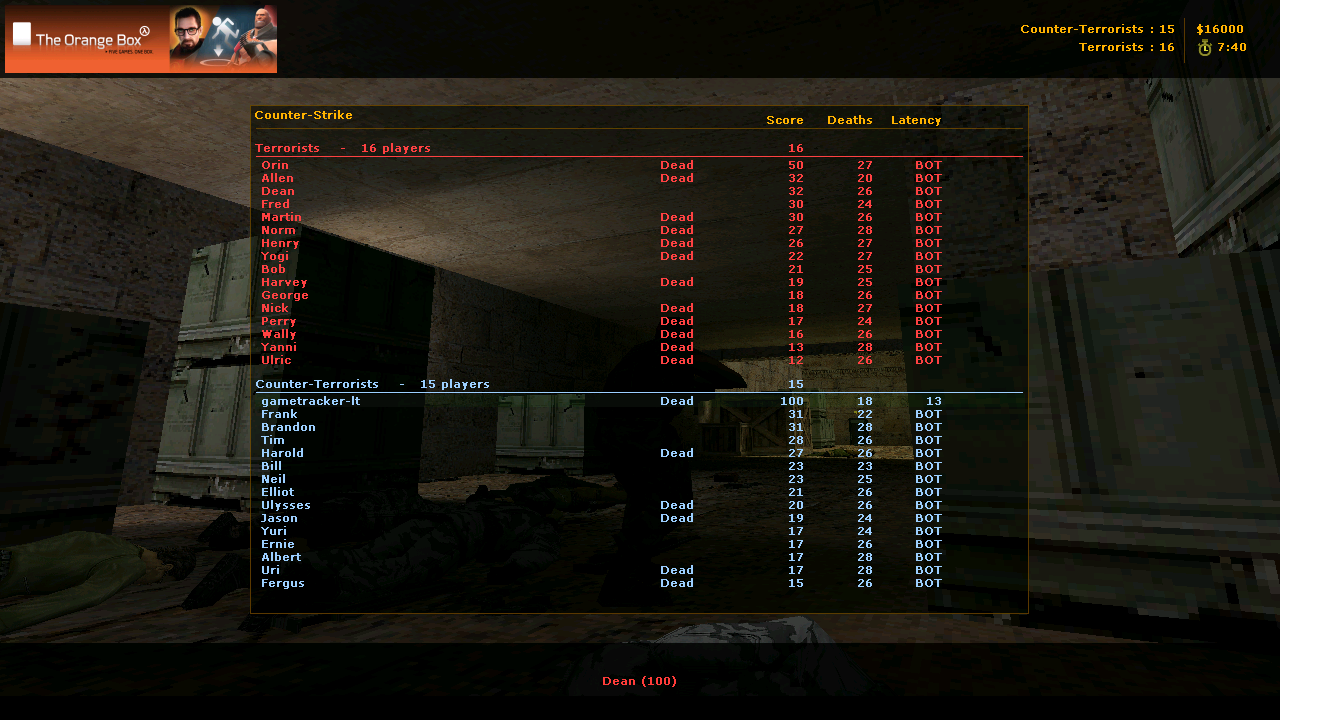 The Orange Box
FIVE GAMES. ONE BOX.
Counter-Terrorists : 15 $16000
Terrorists : 16 7:40
Counter-Strike Score Deaths Latency
Terrorists - 16 players 16
Orin Dead 50 27 BOT
Allen Dead 32 20 BOT
Dean 32 26 BOT
Fred 30 24 BOT
Martin Dead 30 26 BOT
Norm Dead 27 28 BOT
Henry Dead 26 27 BOT
Yogi Dead 22 27 BOT
Bob 21 25 BOT
Harvey Dead 19 25 BOT
George 18 26 BOT
Nick Dead 18 27 BOT
Perry Dead 17 24 BOT
Wally Dead 16 26 BOT
Yanni Dead 13 28 BOT
Ulric Dead 12 26 BOT
Counter-Terrorists - 15 players 15
gametracker-lt Dead 100 18 13
Frank 31 22 BOT
Brandon 31 28 BOT
Tim 28 26 BOT
Harold Dead 27 26 BOT
Bill 23 23 BOT
Neil 23 25 BOT
Elliot 21 26 BOT
Ulysses Dead 20 26 BOT
Jason Dead 19 24 BOT
Yuri 17 24 BOT
Ernie 17 26 BOT
Albert 17 28 BOT
Uri Dead 17 28 BOT
Fergus Dead 15 26 BOT
Dean (100)